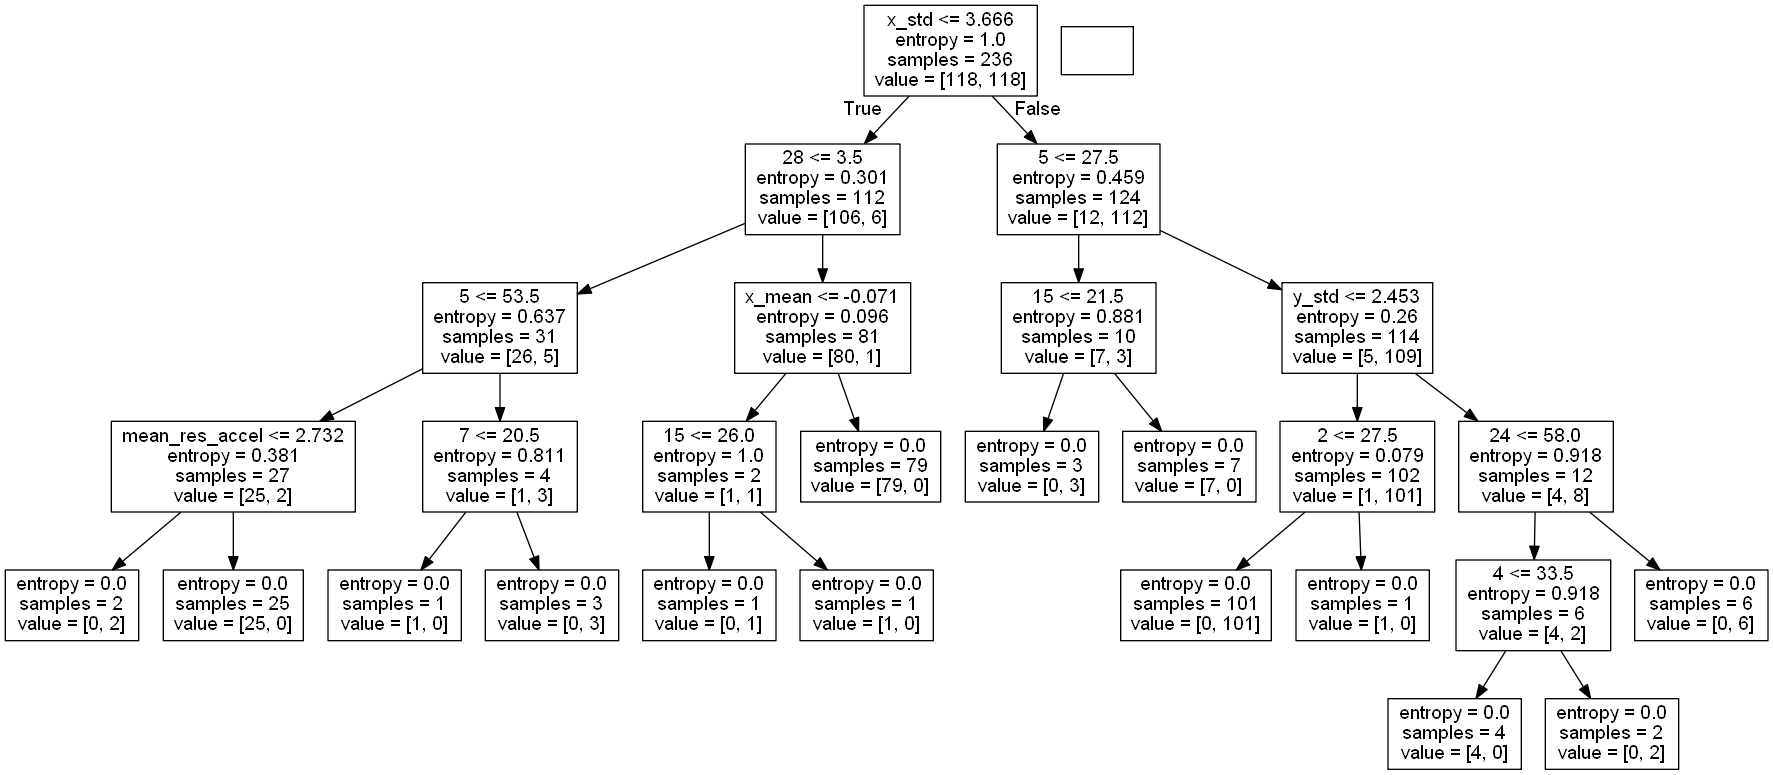 x_std <= 3.666
entropy = 1.0
samples = 236
value = [118, 118]
True
False
28 <= 3.5
entropy = 0.301
samples = 112
value = [106, 6]
5 <= 27.5
entropy = 0.459
samples = 124
value = [12, 112]
5 <= 53.5
entropy = 0.637
samples = 31
value = [26, 5]
x_mean <= -0.071
entropy = 0.096
samples = 81
value = [80, 1]
15 <= 21.5
entropy = 0.881
samples = 10
value = [7, 3]
y_std <= 2.453
entropy = 0.26
samples = 114
value = [5, 109]
mean_res_accel <= 2.732
entropy = 0.381
samples = 27
value = [25, 2]
7 <= 20.5
entropy = 0.811
samples = 4
value = [1, 3]
15 <= 26.0
entropy = 1.0
samples = 2
value = [1, 1]
entropy = 0.0
samples = 79
value = [79, 0]
entropy = 0.0
samples = 3
value = [0, 3]
entropy = 0.0
samples = 7
value = [7, 0]
2 <= 27.5
entropy = 0.079
samples = 102
value = [1, 101]
24 <= 58.0
entropy = 0.918
samples = 12
value = [4, 8]
entropy = 0.0
samples = 2
value = [0, 2]
entropy = 0.0
samples = 25
value = [25, 0]
entropy = 0.0
samples = 1
value = [1, 0]
entropy = 0.0
samples = 3
value = [0, 3]
entropy = 0.0
samples = 1
value = [0, 1]
entropy = 0.0
samples = 1
value = [1, 0]
entropy = 0.0
samples = 101
value = [0, 101]
entropy = 0.0
samples = 1
value = [1, 0]
4 <= 33.5
entropy = 0.918
samples = 6
value = [4, 2]
entropy = 0.0
samples = 6
value = [0, 6]
entropy = 0.0
samples = 4
value = [4, 0]
entropy = 0.0
samples = 2
value = [0, 2]